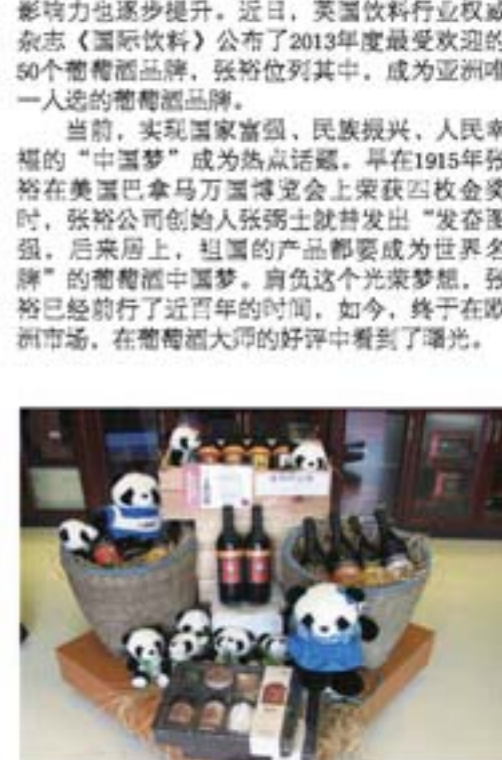 影响力也逐步提升。近日，英国饮料行业权威
杂志《国际饮料》公布了2013年度最受欢迎的
50个葡萄酒品牌，张裕位列其中，成为亚洲唯
一入选的葡萄酒品牌。
当前，实现国家富强、民族振兴、人民幸
福的“中国梦”成为热点话题。早在1915年张
裕在美国巴拿马万国博览会上荣获四枚金奖
时，张裕公司创始人张弼士就曾发出“发奋图
强，后来居上，祖国的产品都要成为世界名
牌”的葡萄酒中国梦。肩负这个光荣梦想，张
裕已经前行了近百年的时间，如今，终于在欧
洲市场，在葡萄酒大师的好评中看到了曙光。